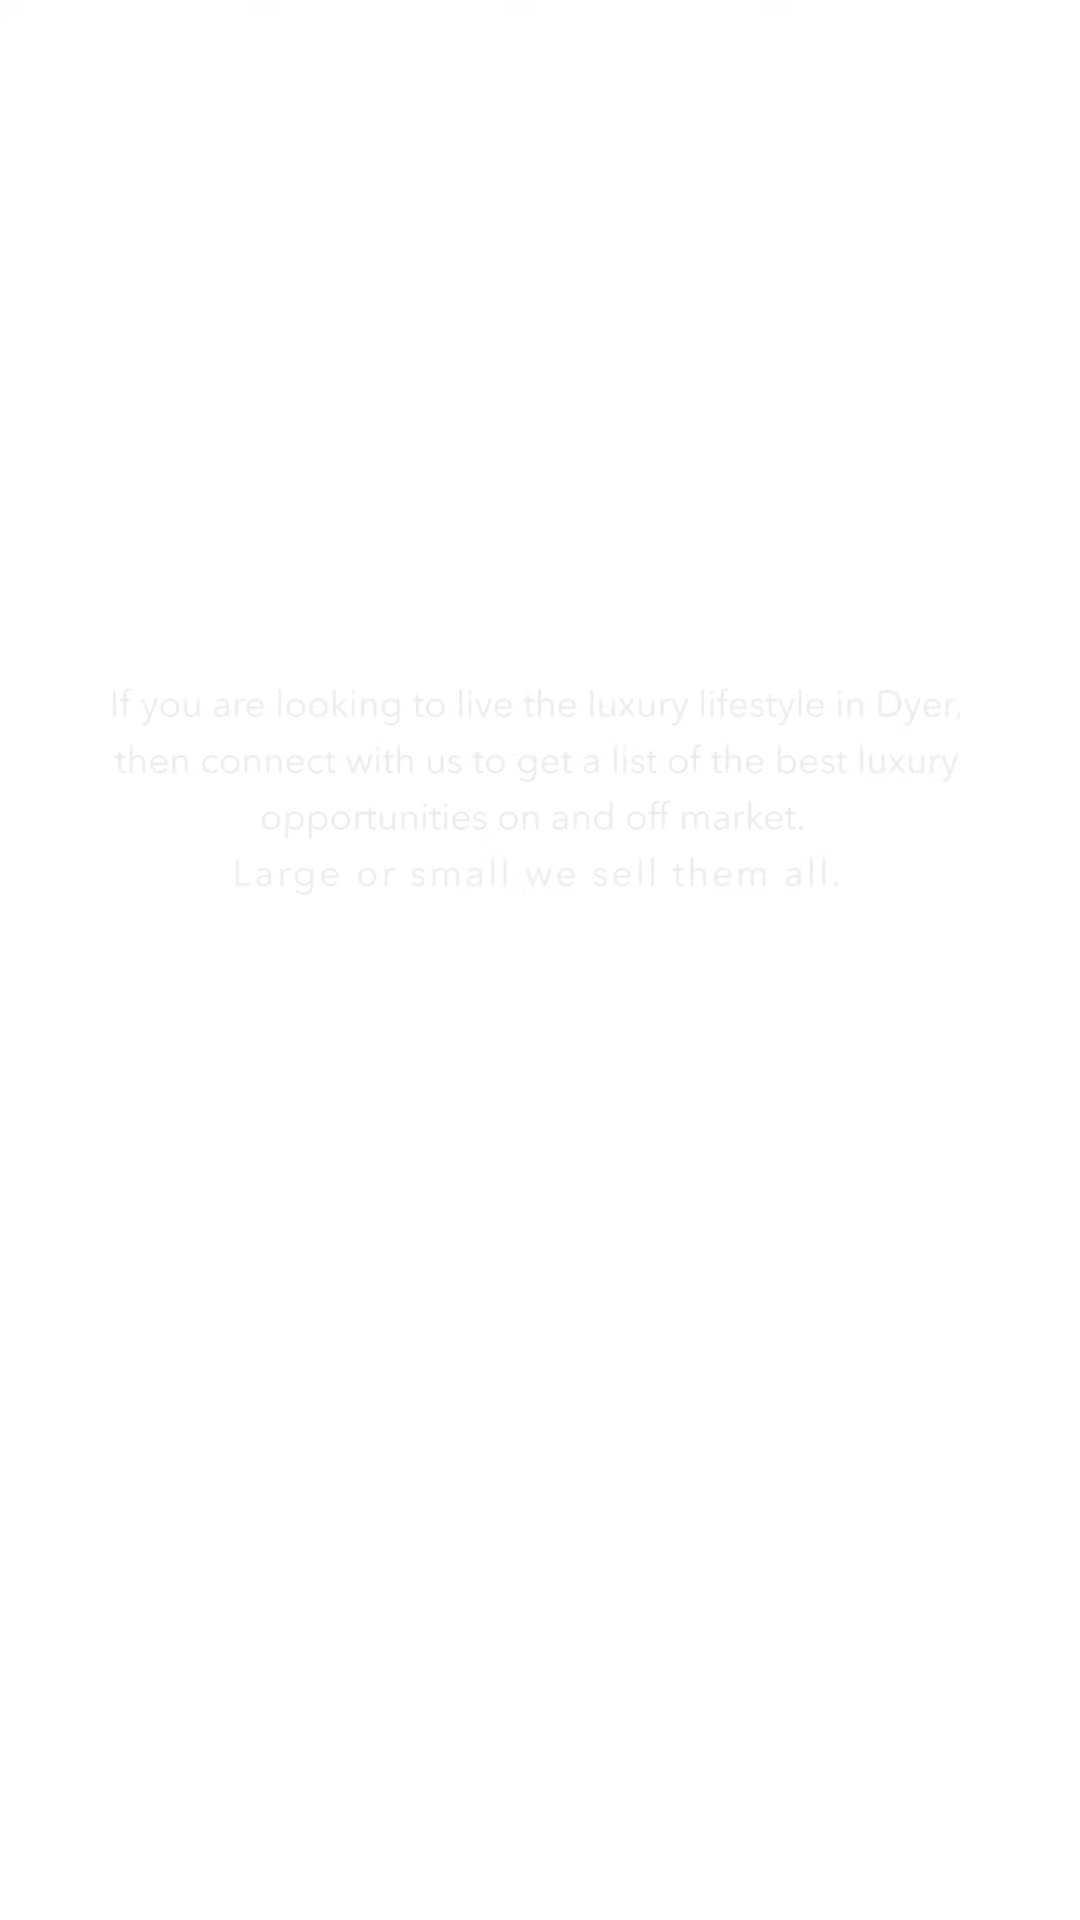 If you are looking to live the luxury lifestyle in Dyer,
then connect with us to get a list of the best luxury
opportunities on and off market.
Large or small we sell them all.